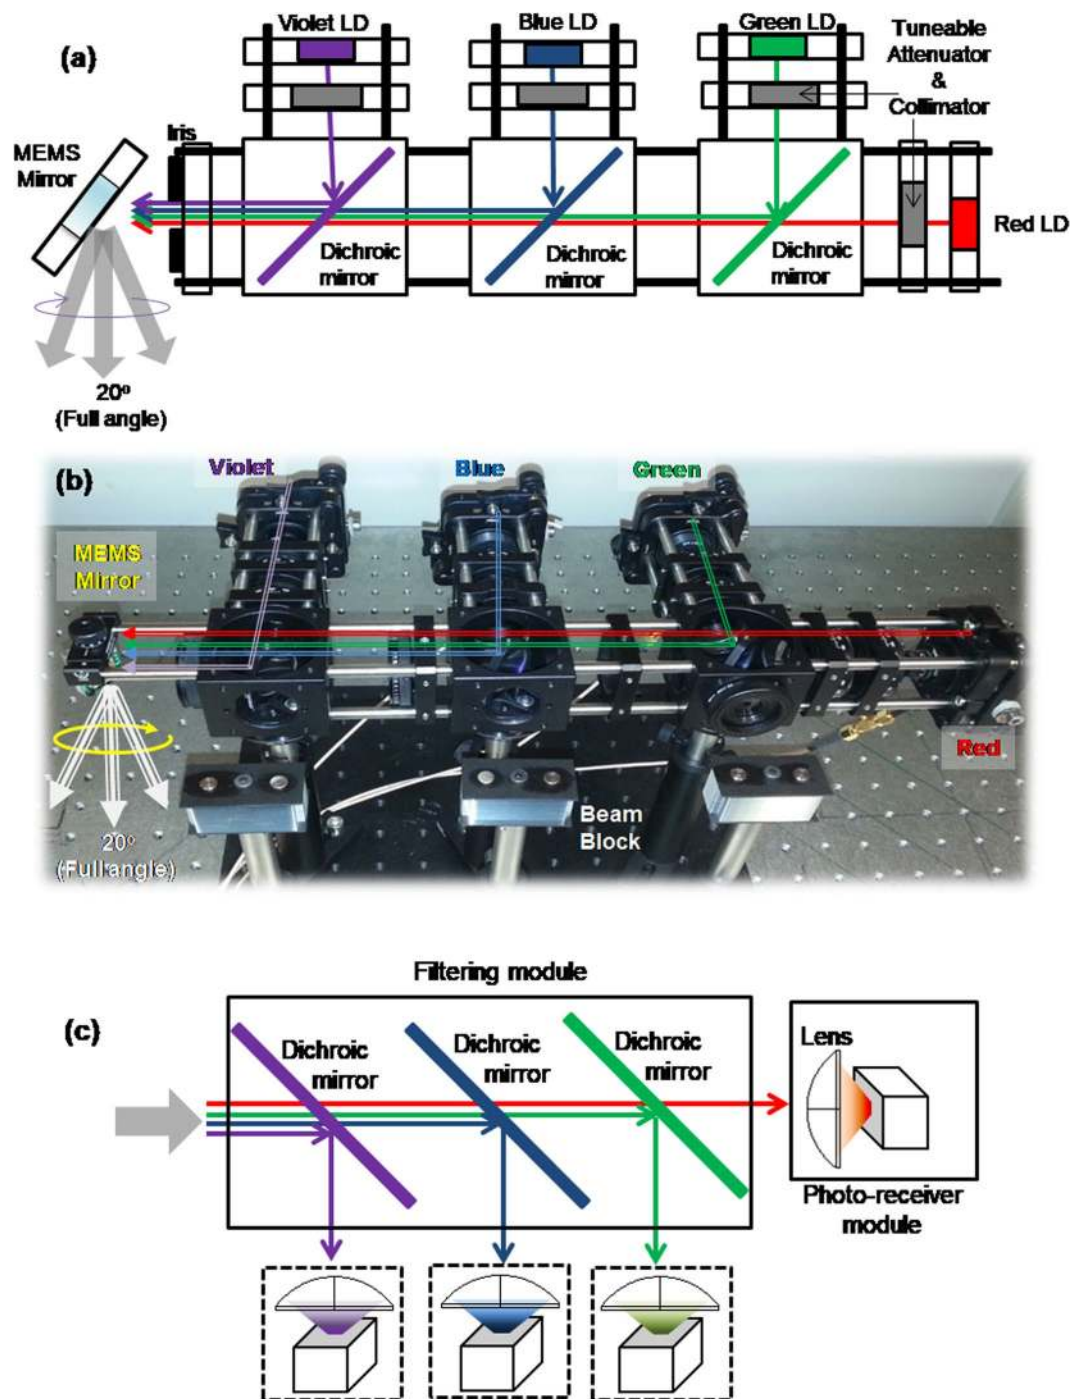 (a)
Violet LD
Blue LD
Green LD
Tuneable
Attenuator
&
Collimator
MEMS
Mirror
Iris
Red LD
Dichroic
mirror
Dichroic
mirror
Dichroic
mirror
20º
(Full angle)
(b)
Violet
Blue
Green
MEMS
Mirror
Red
Beam
Block
20º
(Full angle)
Filtering module
(c)
Dichroic
mirror
Dichroic
mirror
Dichroic
mirror
Lens
Photo-receiver
module